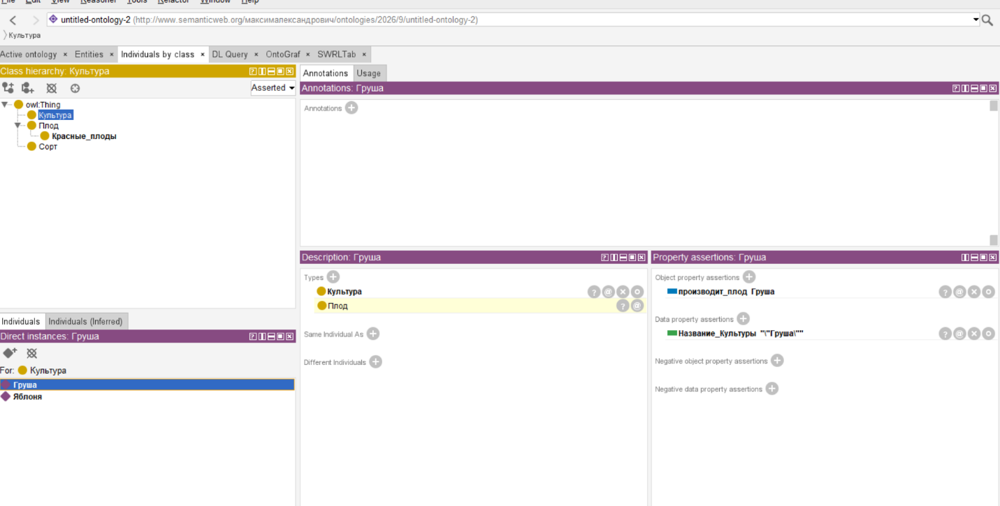 File Edit View Reasoner Tools Refactor Window Help
untitled-ontology-2 (http://www.semanticweb.org/максималександрович/ontologies/2026/9/untitled-ontology-2)
Культура
Active ontology × Entities × Individuals by class × DL Query × OntoGraf × SWRLTab ×
Class hierarchy: Культура
Asserted
owl:Thing
Культура
Плод
Красные_плоды
Сорт
Individuals Individuals (Inferred)
Direct instances: Груша
For: Культура
Груша
Яблоня
Annotations Usage
Annotations: Груша
Annotations
Description: Груша
Types
Культура
Плод
Same Individual As
Different Individuals
Property assertions: Груша
Object property assertions
производит_плод Груша
Data property assertions
Название_Культуры "\"Груша\""
Negative object property assertions
Negative data property assertions